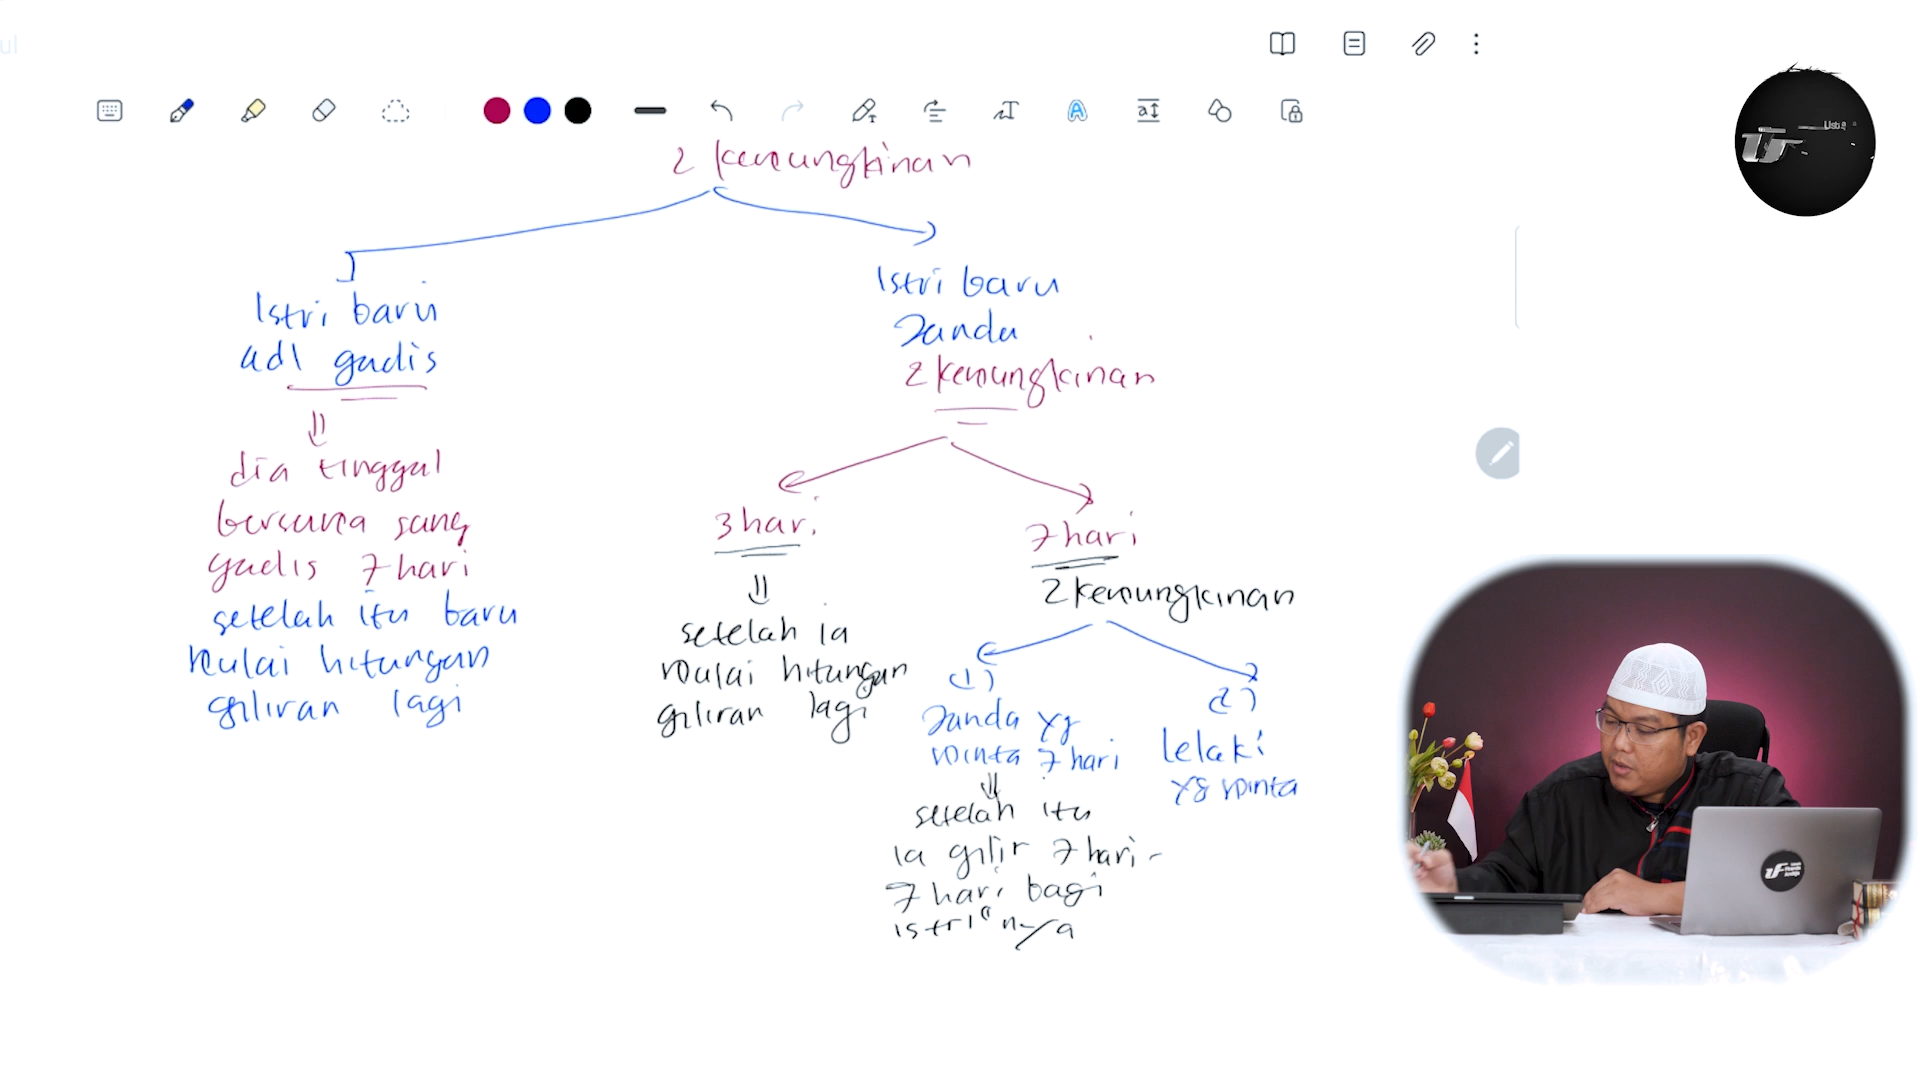 ul
2 kemungkinan
Istri baru
adl gadis
dia tinggal
bersama sang
gadis 7 hari
setelah itu baru
mulai hitungan
giliran lagi
Istri baru
Janda
2 kemungkinan
3 hari
setelah ia
mulai hitungan
giliran lagi
7 hari
2 kemungkinan
(1)
Janda yg
minta 7 hari
setelah itu
ia gilir 7 hari-
7 hari bagi
istri² nya
(2)
lelaki
yg minta